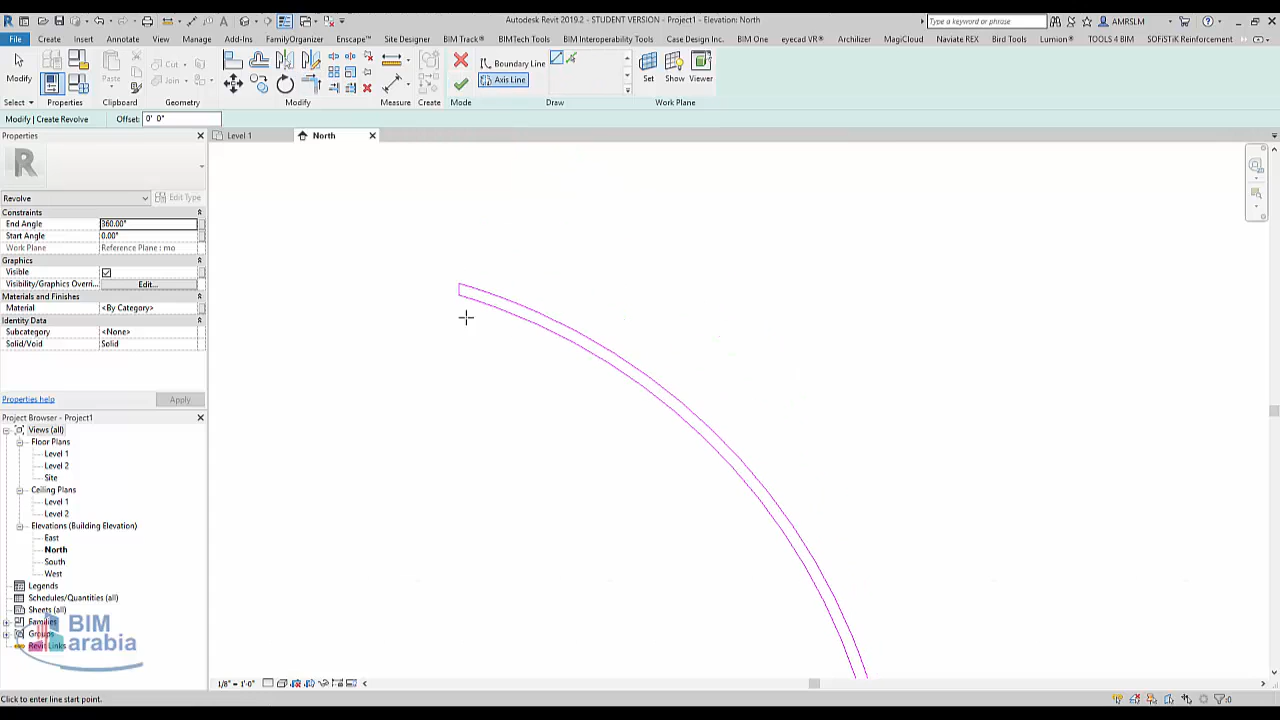 Autodesk Revit 2019.2 - STUDENT VERSION - Project1 - Elevation: North
Type a keyword or phrase
AMRSLM
File Create Insert Annotate View Manage Add-Ins FamilyOrganizer Enscape™ Site Designer BIM Track® BIMTech Tools BIM Interoperability Tools Case Design Inc. BIM One eyecad VR® Archilizer MagiCloud Naviate REX Bird Tools Lumion® TOOLS 4 BIM SOFiSTiK Reinforcement
Modify
Paste
Cut
Join
Boundary Line
Axis Line
Set Show Viewer
Select Properties Clipboard Geometry Modify Measure Create Mode Draw Work Plane
Modify | Create Revolve Offset: 0' 0"
Properties
Level 1
North
Revolve
Edit Type
Constraints
End Angle 360.00°
Start Angle 0.00°
Work Plane Reference Plane : mo
Graphics
Visible
Visibility/Graphics Overri... Edit...
Materials and Finishes
Material <By Category>
Identity Data
Subcategory <None>
Solid/Void Solid
Properties help
Apply
Project Browser - Project1
Views (all)
Floor Plans
Level 1
Level 2
Site
Ceiling Plans
Level 1
Level 2
Elevations (Building Elevation)
East
North
South
West
Legends
Schedules/Quantities (all)
Sheets (all)
Families
Groups
Revit Links
BIM
arabia
1/8" = 1'-0"
Click to enter line start point.
:0